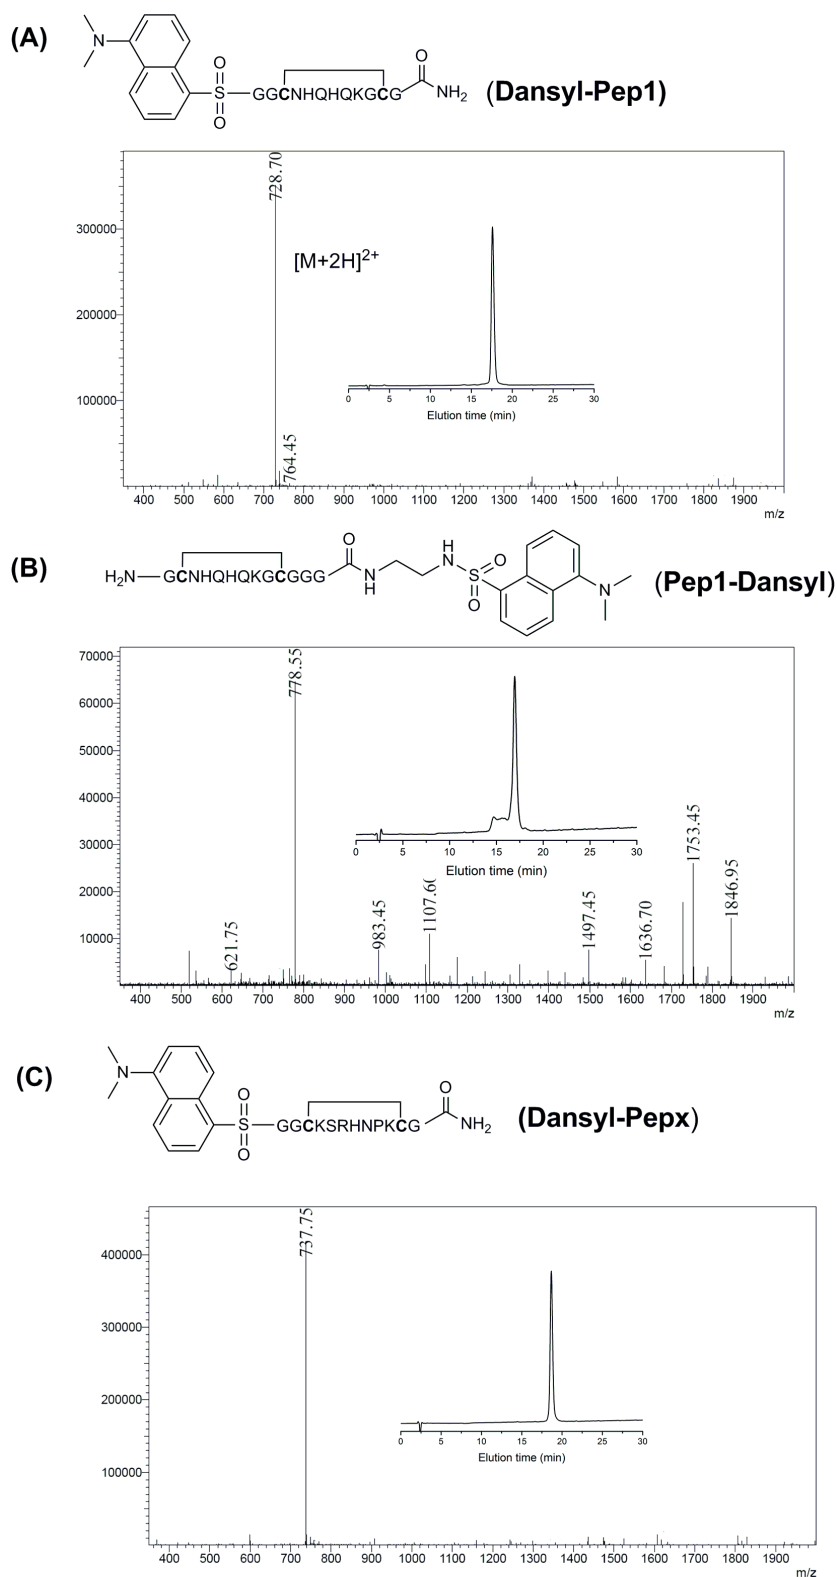 (A)
N
O
S
O
GGCNHQHQKGCG
O
NH2
(Dansyl-Pep1)
728.70
[M+2H]2+
764.45
300000
200000
100000
0 5 10 15 20 25 30
Elution time (min)
400 500 600 700 800 900 1000 1100 1200 1300 1400 1500 1600 1700 1800 1900
m/z
(B)
H2N
GCNHQHQKGCGGG
O
N
H
H
N
S
O
O
N
(Pep1-Dansyl)
70000
60000
50000
40000
30000
20000
10000
778.55
621.75
983.45
1107.60
1497.45
1636.70
1753.45
1846.95
0 5 10 15 20 25 30
Elution time (min)
400 500 600 700 800 900 1000 1100 1200 1300 1400 1500 1600 1700 1800 1900
m/z
(C)
N
O
S
O
GGCKSRHNPKCG
O
NH2
(Dansyl-Pepx)
737.75
400000
300000
200000
100000
0 5 10 15 20 25 30
Elution time (min)
400 500 600 700 800 900 1000 1100 1200 1300 1400 1500 1600 1700 1800 1900
m/z